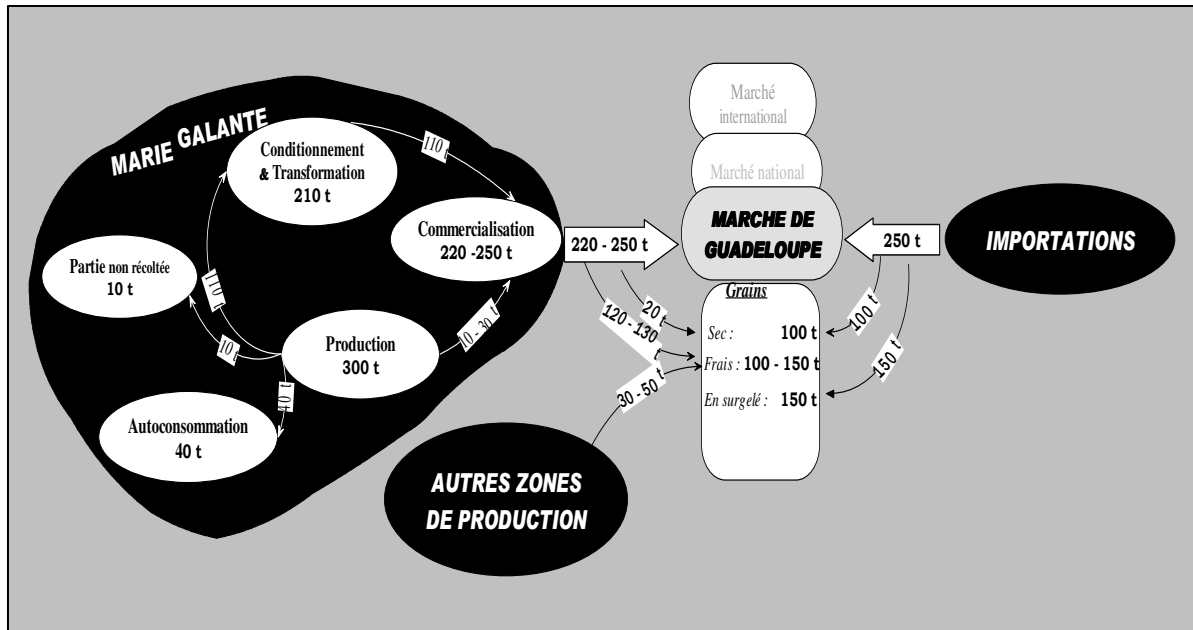 MARIE GALANTE
Conditionnement
& Transformation
210 t
110 t
Commercialisation
220 -250 t
Partie non récoltée
10 t
110 t
10 t
Production
300 t
10 - 30 t
40 t
Autoconsommation
40 t
Marché
international
Marché national
MARCHE DE
GUADELOUPE
220 - 250 t
250 t
IMPORTATIONS
Grains
Sec : 100 t
Frais : 100 - 150 t
En surgelé : 150 t
20 t
120 - 130 t
30 - 50 t
100 t
150 t
AUTRES ZONES
DE PRODUCTION